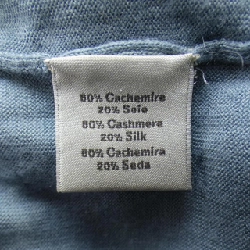 80% Cachemire
20% Soie
80% Cashmere
20% Silk
80% Cachemira
20% Seda